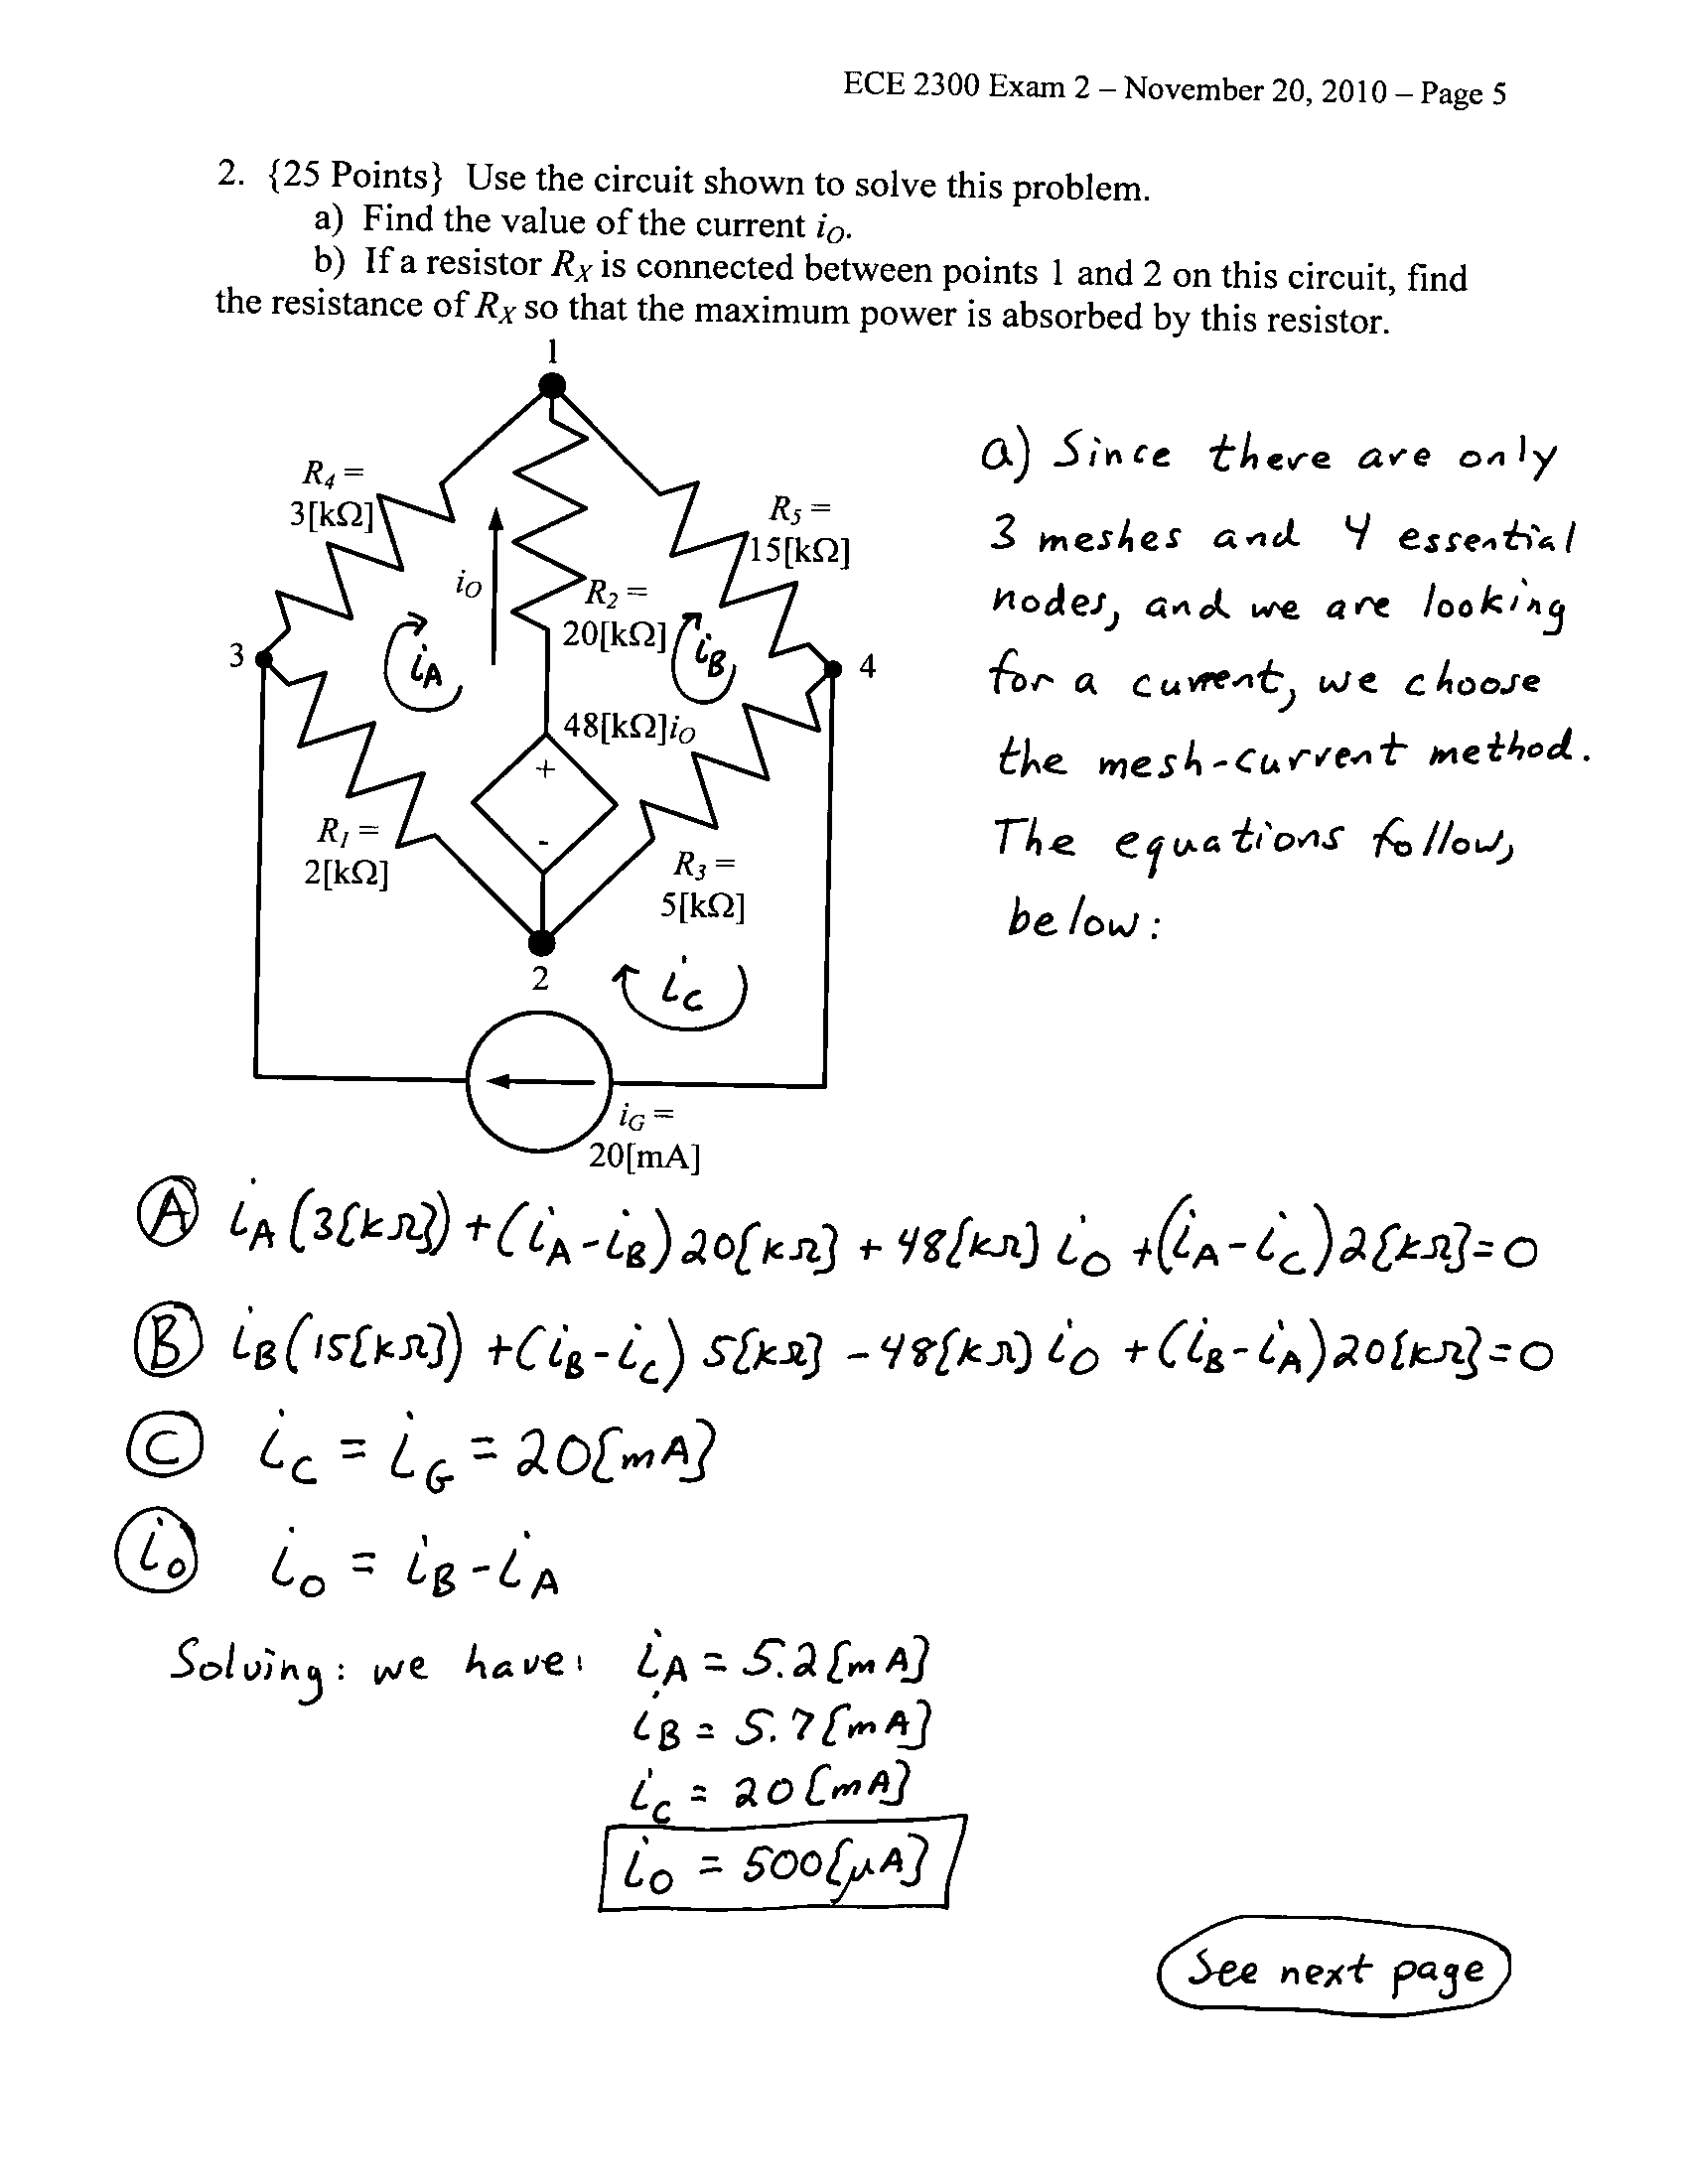 ECE 2300 Exam 2 – November 20, 2010 – Page 5
2. {25 Points} Use the circuit shown to solve this problem.
a) Find the value of the current iO.
b) If a resistor RX is connected between points 1 and 2 on this circuit, find
the resistance of RX so that the maximum power is absorbed by this resistor.
1
R4 =
3[kΩ]
R5 =
15[kΩ]
iO
R2 =
20[kΩ]
3
iA
iB
4
48[kΩ]iO
+
-
R1 =
2[kΩ]
R3 =
5[kΩ]
2
iC
iG =
20[mA]
a) Since there are only
3 meshes and 4 essential
nodes, and we are looking
for a current, we choose
the mesh-current method.
The equations follow,
below:
A iA(3[kΩ]) + (iA-iB)20[kΩ] + 48[kΩ] iO + (iA-iC)2[kΩ]=0
B iB(15[kΩ]) + (iB-iC) 5[kΩ] - 48[kΩ] iO + (iB-iA)20[kΩ]=0
C iC = iG = 20[mA]
iO iO = iB-iA
Solving: we have: iA = 5.2[mA]
iB = 5.7[mA]
iC = 20[mA]
iO = 500[μA]
See next page